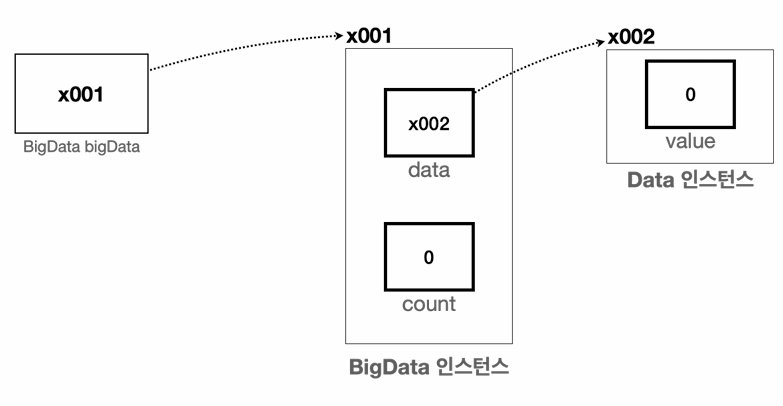 x001
BigData bigData
x001
x002
data
0
count
BigData 인스턴스
x002
0
value
Data 인스턴스